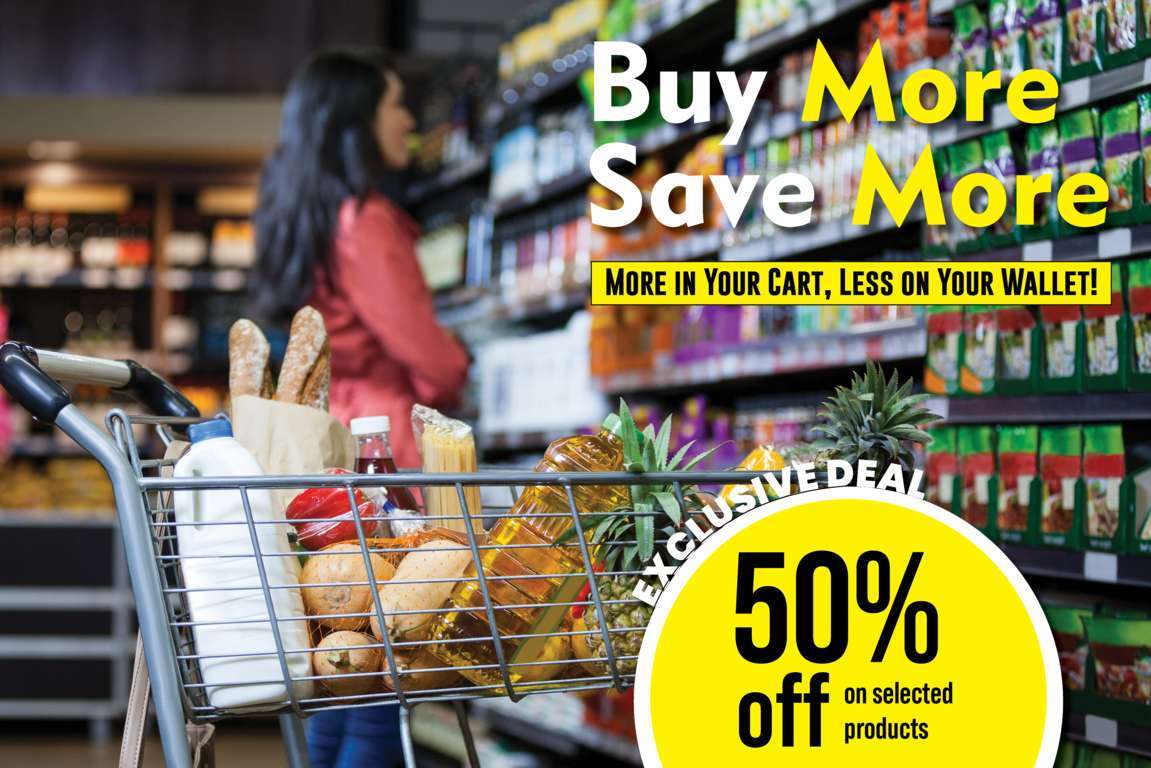 Buy More
Save More
MORE IN YOUR CART, LESS ON YOUR WALLET!
EXCLUSIVE DEAL
50%
off on selected
products